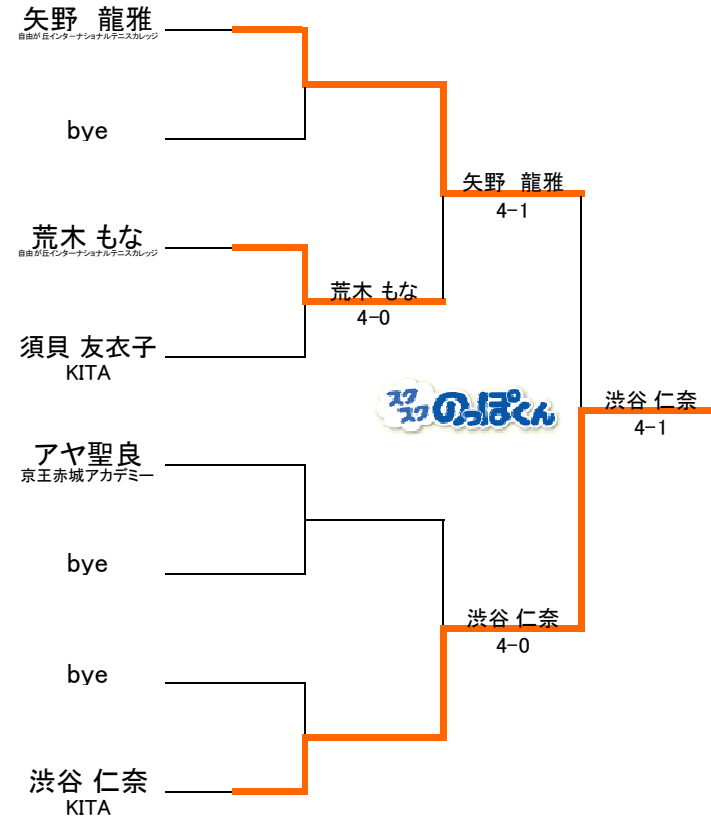 矢野　龍雅
自由が丘インターナショナルテニスカレッジ
bye
矢野　龍雅
4-1
荒木 もな
自由が丘インターナショナルテニスカレッジ
荒木 もな
4-0
須貝 友衣子
KITA
スク
スク
のっぽくん
渋谷 仁奈
4-1
アヤ聖良
京王赤城アカデミー
bye
渋谷 仁奈
4-0
bye
渋谷 仁奈
KITA